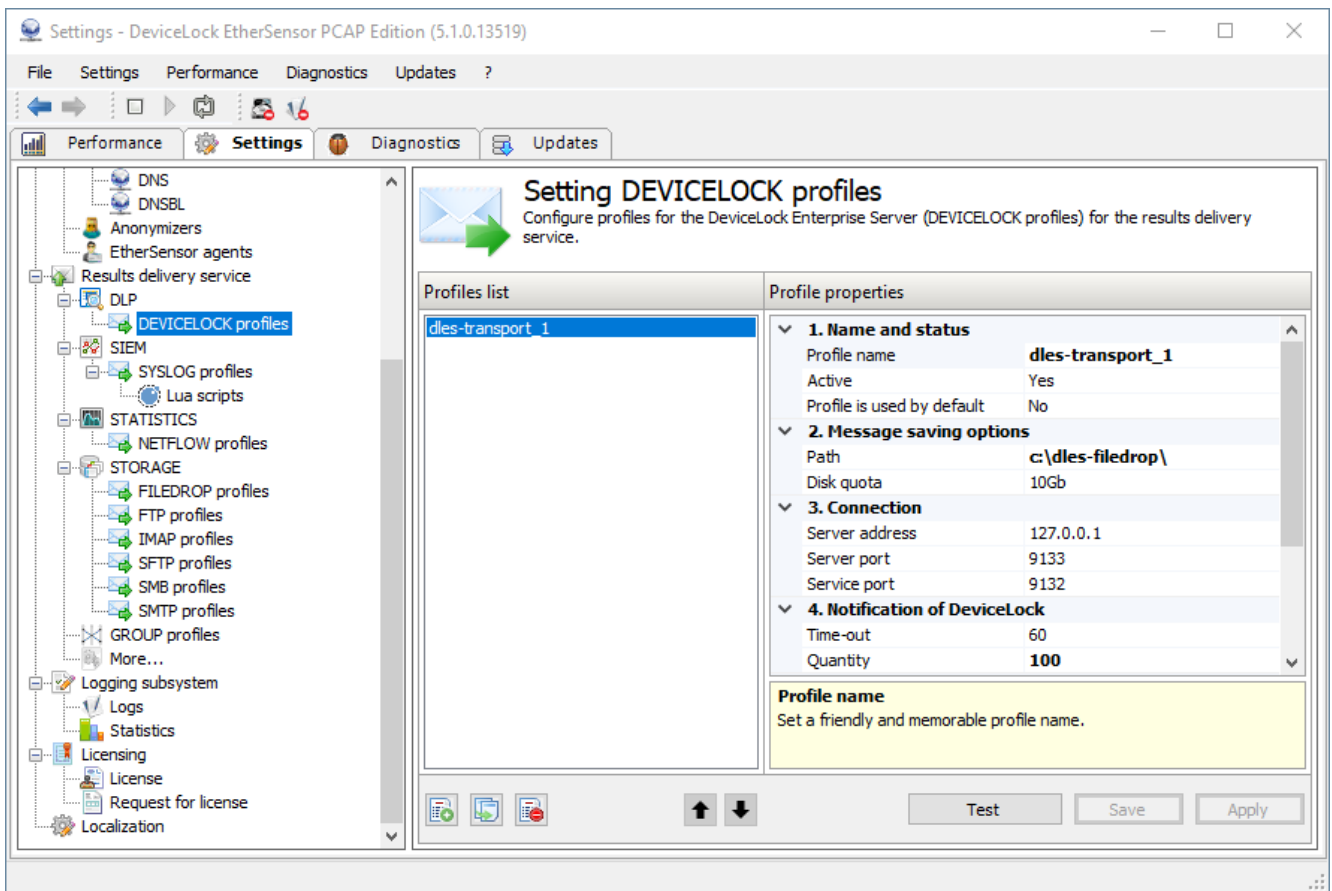 Settings - DeviceLock EtherSensor PCAP Edition (5.1.0.13519)
File Settings Performance Diagnostics Updates ?
Performance Settings Diagnostics Updates
DNS
DNSBL
Anonymizers
EtherSensor agents
Results delivery service
DLP
DEVICELOCK profiles
SIEM
SYSLOG profiles
Lua scripts
STATISTICS
NETFLOW profiles
STORAGE
FILEDROP profiles
FTP profiles
IMAP profiles
SFTP profiles
SMB profiles
SMTP profiles
GROUP profiles
More...
Logging subsystem
Logs
Statistics
Licensing
License
Request for license
Localization
Setting DEVICELOCK profiles
Configure profiles for the DeviceLock Enterprise Server (DEVICELOCK profiles) for the results delivery
service.
Profiles list
dles-transport_1
Profile properties
1. Name and status
Profile name dles-transport_1
Active Yes
Profile is used by default No
2. Message saving options
Path c:\dles-filedrop\
Disk quota 10Gb
3. Connection
Server address 127.0.0.1
Server port 9133
Service port 9132
4. Notification of DeviceLock
Time-out 60
Quantity 100
Profile name
Set a friendly and memorable profile name.
Test Save Apply